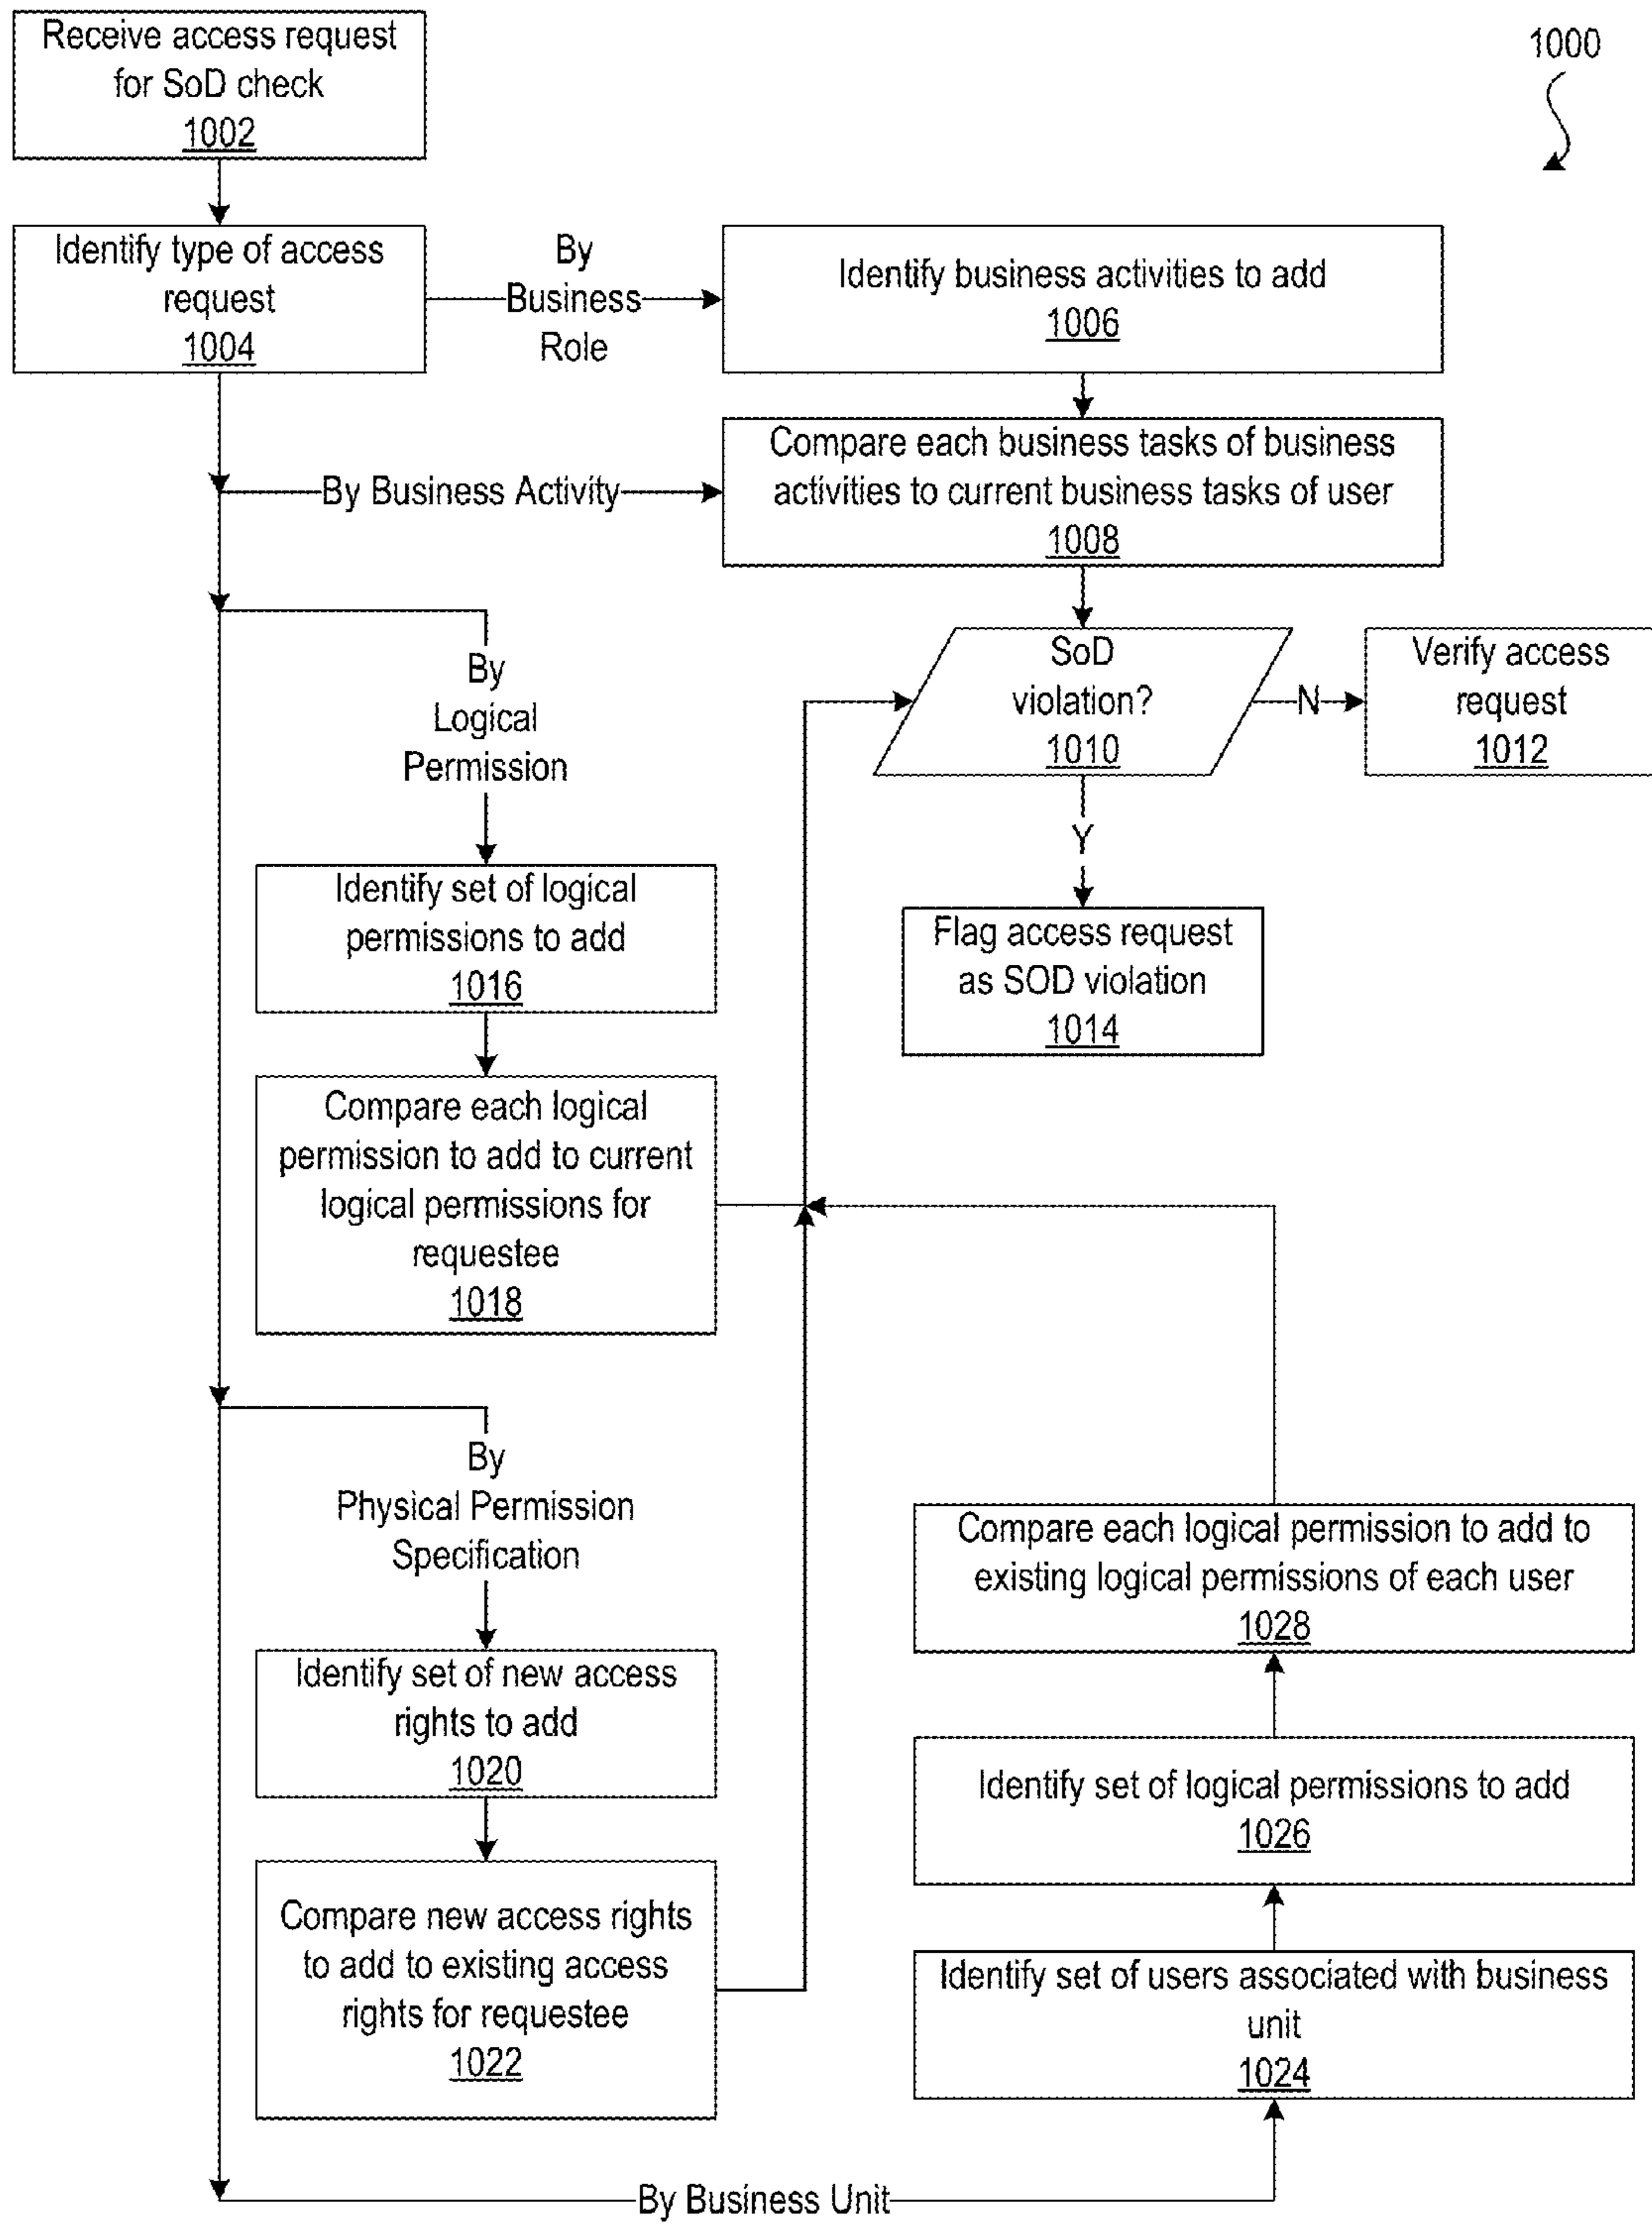 Receive access request
for SoD check
1002
1000
Identify type of access
request
1004
By
Business
Role
Identify business activities to add
1006
Compare each business tasks of business
activities to current business tasks of user
1008
By Business Activity
SoD
violation?
1010
N
Verify access
request
1012
Y
Flag access request
as SOD violation
1014
By
Logical
Permission
Identify set of logical
permissions to add
1016
Compare each logical
permission to add to current
logical permissions for
requestee
1018
By
Physical Permission
Specification
Identify set of new access
rights to add
1020
Compare new access rights
to add to existing access
rights for requestee
1022
Compare each logical permission to add to
existing logical permissions of each user
1028
Identify set of logical permissions to add
1026
Identify set of users associated with business
unit
1024
By Business Unit